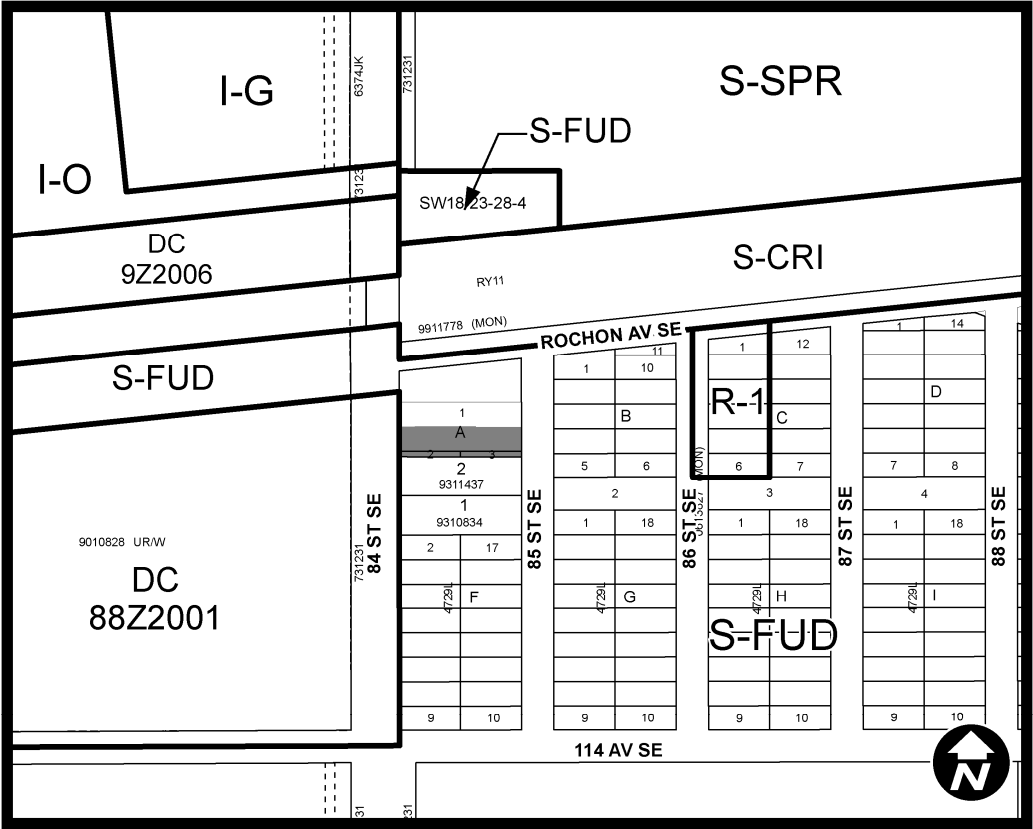 I-G
6374JK
731231
S-SPR
S-FUD
I-O
SW18/23-28-4
DC
9Z2006
S-CRI
RY11
9911778 (MON)
ROCHON AV SE
S-FUD
1
11
1
10
B
5
6
2
1
12
R-1
C
6
7
3
1
14
D
7
8
4
1
A
2
3
2
9311437
1
9310834
84 ST SE
85 ST SE
86 ST SE
87 ST SE
88 ST SE
9010828 UR/W
DC
88Z2001
731231
2
17
4729L
F
9
10
1
18
4729L
G
9
10
1
18
4729L
H
S-FUD
9
10
1
18
4729L
I
9
10
114 AV SE
N